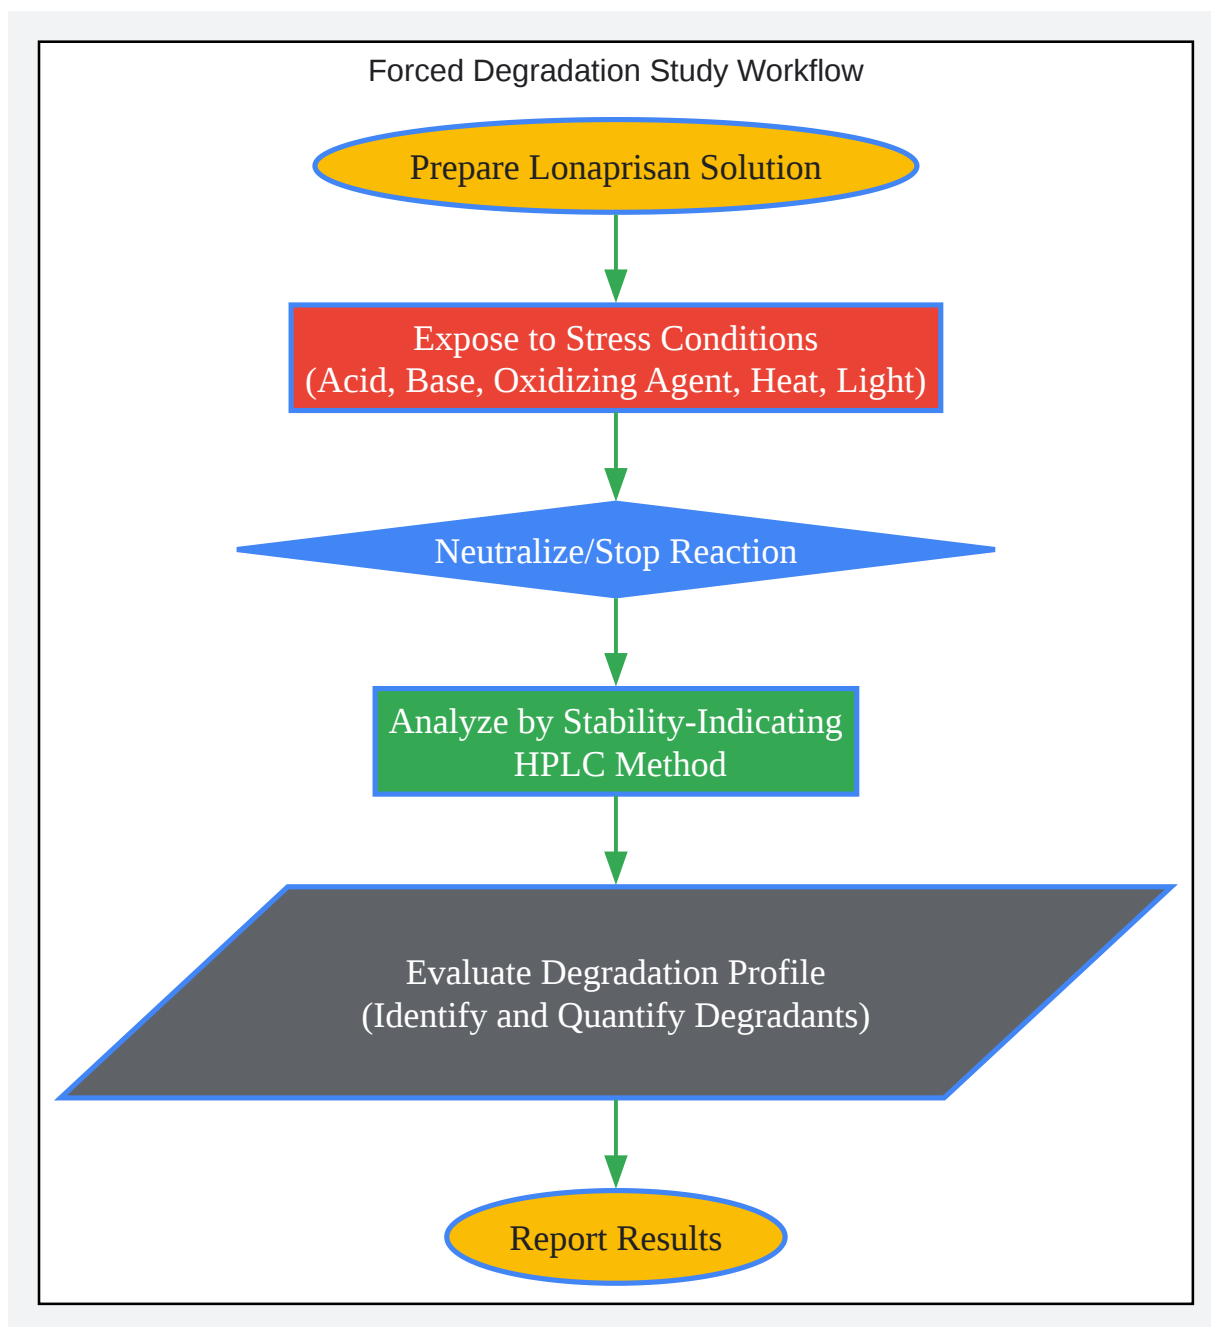 Forced Degradation Study Workflow
Prepare Lonaprisan Solution
Expose to Stress Conditions
(Acid, Base, Oxidizing Agent, Heat, Light)
Neutralize/Stop Reaction
Analyze by Stability-Indicating
HPLC Method
Evaluate Degradation Profile
(Identify and Quantify Degradants)
Report Results